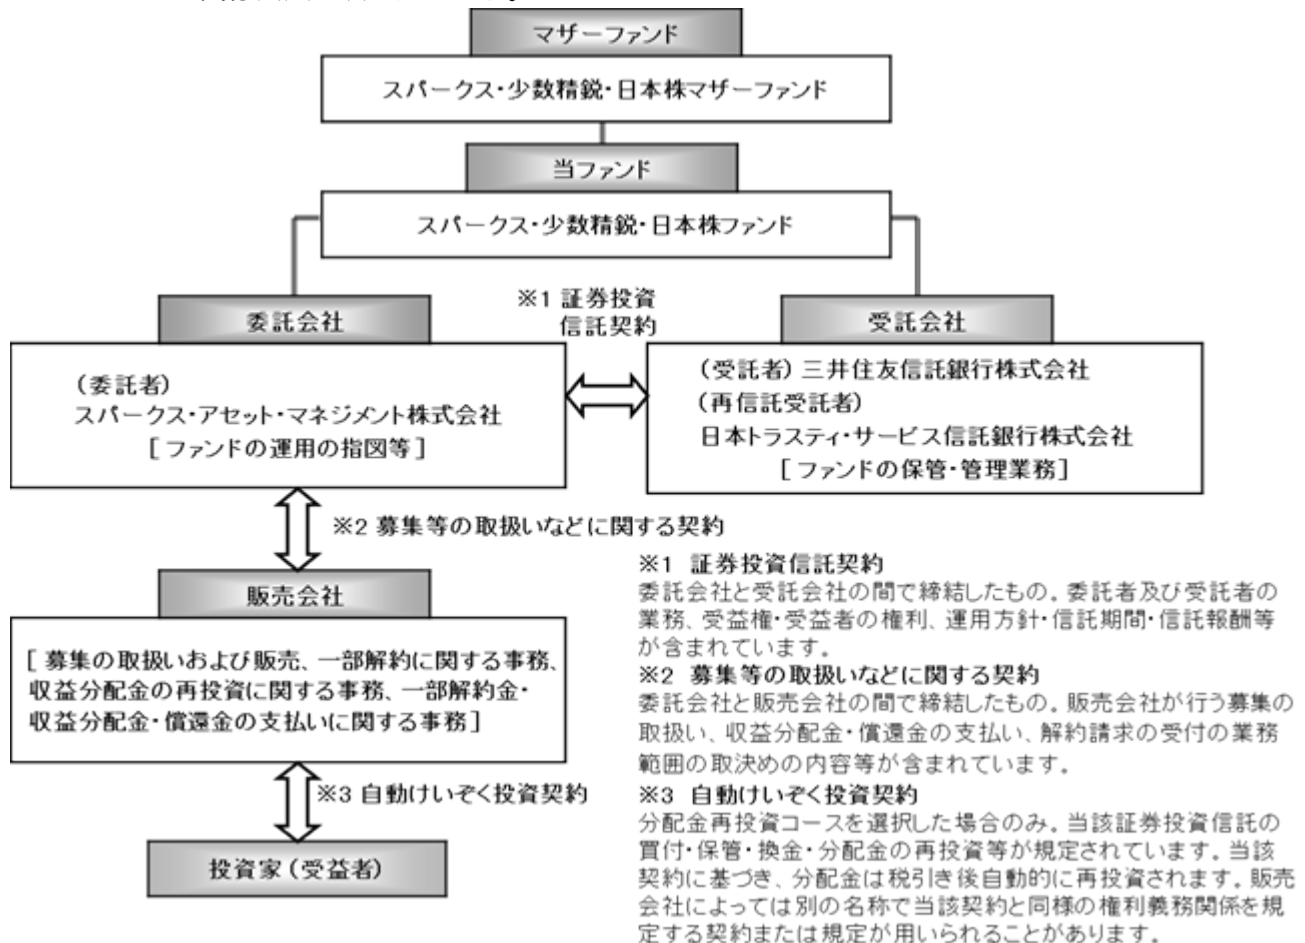 マザーファンド
スパークス・少数精鋭・日本株マザーファンド
当ファンド
スパークス・少数精鋭・日本株ファンド
※1 証券投資
信託契約
委託会社
(委託者)
スパークス・アセット・マネジメント株式会社
[ファンドの運用の指図等]
受託会社
(受託者) 三井住友信託銀行株式会社
(再信託受託者)
日本トラスティ・サービス信託銀行株式会社
[ファンドの保管・管理業務]
※2 募集等の取扱いなどに関する契約
販売会社
[ 募集の取扱いおよび販売、一部解約に関する事務、
収益分配金の再投資に関する事務、一部解約金・
収益分配金・償還金の支払いに関する事務]
※3 自動けいぞく投資契約
投資家(受益者)
※1 証券投資信託契約
委託会社と受託会社の間で締結したもの。委託者及び受託者の
業務、受益権・受益者の権利、運用方針・信託期間・信託報酬等
が含まれています。
※2 募集等の取扱いなどに関する契約
委託会社と販売会社の間で締結したもの。販売会社が行う募集の
取扱い、収益分配金・償還金の支払い、解約請求の受付の業務
範囲の取決めの内容等が含まれています。
※3 自動けいぞく投資契約
分配金再投資コースを選択した場合のみ。当該証券投資信託の
買付・保管・換金・分配金の再投資等が規定されています。当該
契約に基づき、分配金は税引き後自動的に再投資されます。販売
会社によっては別の名称で当該契約と同様の権利義務関係を規
定する契約または規定が用いられることがあります。